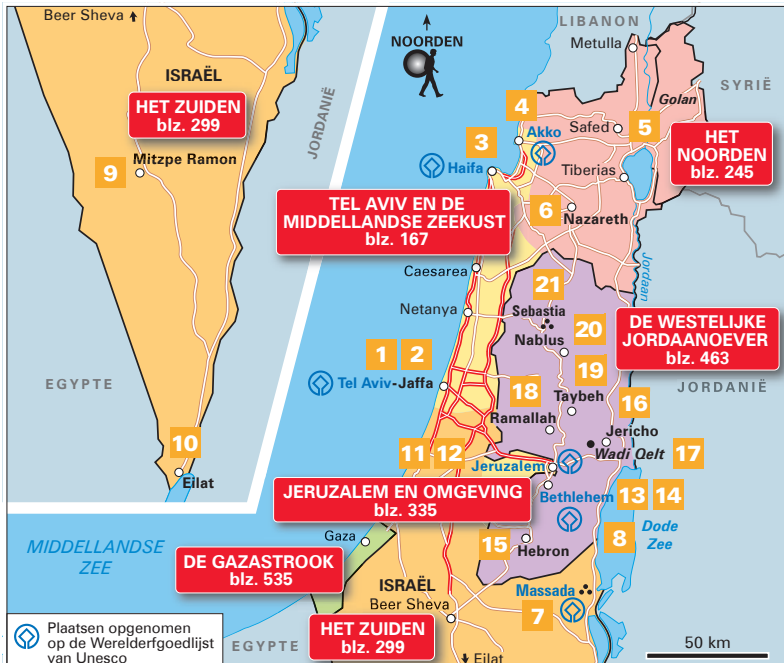 Beer Sheva
ISRAËL
HET ZUIDEN
blz. 299
9
Mitzpe Ramon
JORDANIË
EGYPTE
10
Eilat
NOORDEN
LIBANON
Metulla
SYRIË
Golan
4
Akko
Safed
5
3
Haifa
HET
NOORDEN
blz. 245
Tiberias
TEL AVIV EN DE
MIDDELLANDSE ZEEKUST
blz. 167
6
Nazareth
Caesarea
Jordaan
21
Netanya
Sebastia
Nablus
20
DE WESTELIJKE
JORDAANOEVER
blz. 463
1 2
Tel Aviv-Jaffa
19
18
Taybeh
JORDANIË
16
Ramallah
Jericho
11 12
Wadi Qelt
17
Jeruzalem
JERUZALEM EN OMGEVING
blz. 335
Bethlehem
13 14
Dode
Zee
8
MIDDELLANDSE
ZEE
Gaza
15
Hebron
DE GAZASTROOK
blz. 535
ISRAËL
Beer Sheva
Massada
7
HET ZUIDEN
blz. 299
Plaatsen opgenomen
op de Werelderfgoedlijst
van Unesco
EGYPTE
Eilat
50 km